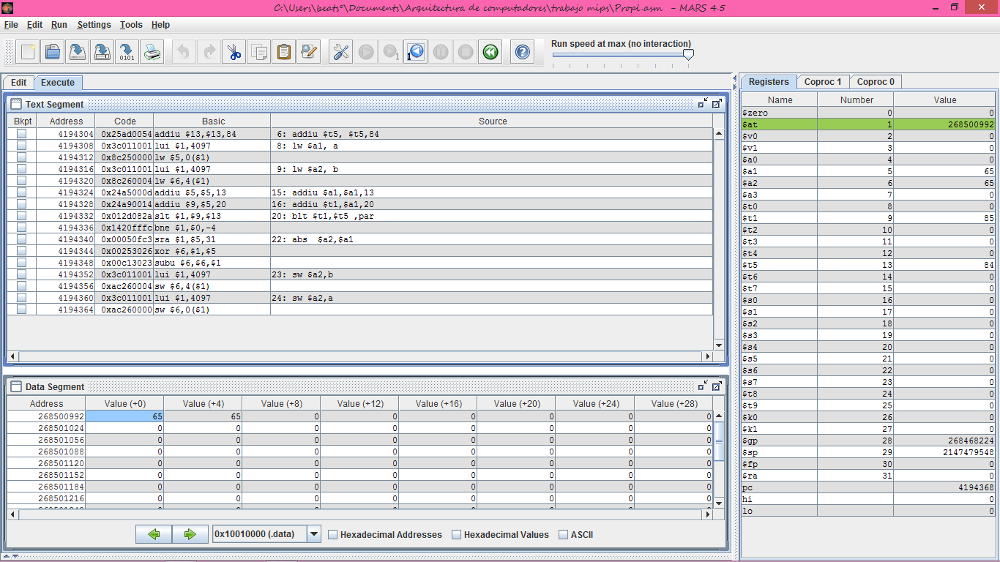 C:\Users\beats°\Documents\Arquitectura de computadores\trabajo mips\Propi.asm - MARS 4.5
File Edit Run Settings Tools Help
Run speed at max (no interaction)
Edit Execute
Text Segment
Bkpt Address Code Basic Source
4194304 0x25ad0054 addiu $13,$13,84 6: addiu $t5, $t5,84
4194308 0x3c011001 lui $1,4097 8: lw $a1, a
4194312 0x8c250000 lw $5,0($1)
4194316 0x3c011001 lui $1,4097 9: lw $a2, b
4194320 0x8c260004 lw $6,4($1)
4194324 0x24a5000d addiu $5,$5,13 15: addiu $a1,$a1,13
4194328 0x24a90014 addiu $9,$5,20 16: addiu $t1,$a1,20
4194332 0x012d082a slt $1,$9,$13 20: blt $t1,$t5 ,par
4194336 0x1420fffc bne $1,$0,-4
4194340 0x00050fc3 sra $1,$5,31 22: abs $a2,$a1
4194344 0x00253026 xor $6,$1,$5
4194348 0x00c13023 subu $6,$6,$1
4194352 0x3c011001 lui $1,4097 23: sw $a2,b
4194356 0xac260004 sw $6,4($1)
4194360 0x3c011001 lui $1,4097 24: sw $a2,a
4194364 0xac260000 sw $6,0($1)
Data Segment
Address Value (+0) Value (+4) Value (+8) Value (+12) Value (+16) Value (+20) Value (+24) Value (+28)
268500992 65 65 0 0 0 0 0 0
268501024 0 0 0 0 0 0 0 0
268501056 0 0 0 0 0 0 0 0
268501088 0 0 0 0 0 0 0 0
268501120 0 0 0 0 0 0 0 0
268501152 0 0 0 0 0 0 0 0
268501184 0 0 0 0 0 0 0 0
268501216 0 0 0 0 0 0 0 0
0x10010000 (.data) Hexadecimal Addresses Hexadecimal Values ASCII
Registers Coproc 1 Coproc 0
Name Number Value
$zero 0 0
$at 1 268500992
$v0 2 0
$v1 3 0
$a0 4 0
$a1 5 65
$a2 6 65
$a3 7 0
$t0 8 0
$t1 9 85
$t2 10 0
$t3 11 0
$t4 12 0
$t5 13 84
$t6 14 0
$t7 15 0
$s0 16 0
$s1 17 0
$s2 18 0
$s3 19 0
$s4 20 0
$s5 21 0
$s6 22 0
$s7 23 0
$t8 24 0
$t9 25 0
$k0 26 0
$k1 27 0
$gp 28 268468224
$sp 29 2147479548
$fp 30 0
$ra 31 0
pc 4194368
hi 0
lo 0